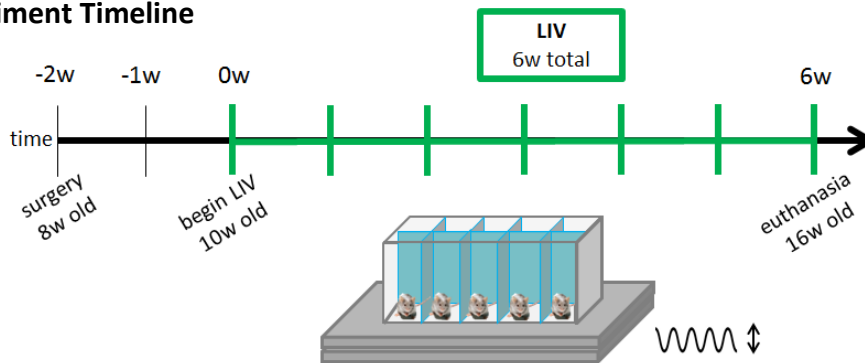 iment Timeline
LIV
6w total
-2w
-1w
0w
6w
time
surgery
8w old
begin LIV
10w old
euthanasia
16w old